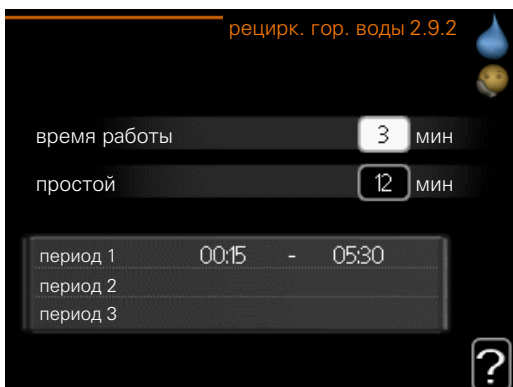 рецирк. гор. воды 2.9.2
время работы 3 мин
простой 12 мин
период 1 00:15 - 05:30
период 2
период 3
?